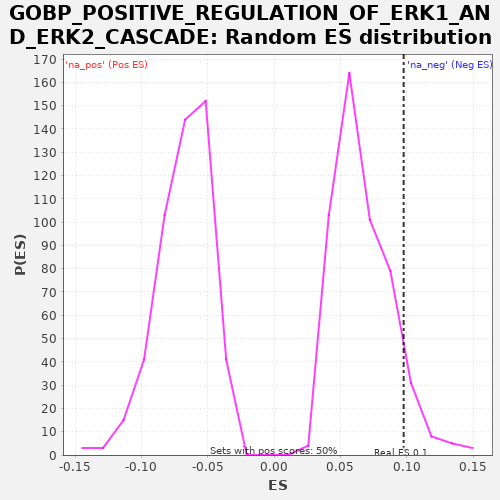 GOBP_POSITIVE_REGULATION_OF_ERK1_AN
D_ERK2_CASCADE: Random ES distribution
'na_pos' (Pos ES)
'na_neg' (Neg ES)
170
160
150
140
130
120
110
100
90
80
70
60
50
40
30
20
10
0
P(ES)
Sets with pos scores: 50%
Real ES 0.1
-0.15 -0.10 -0.05 0.00 0.05 0.10 0.15
ES